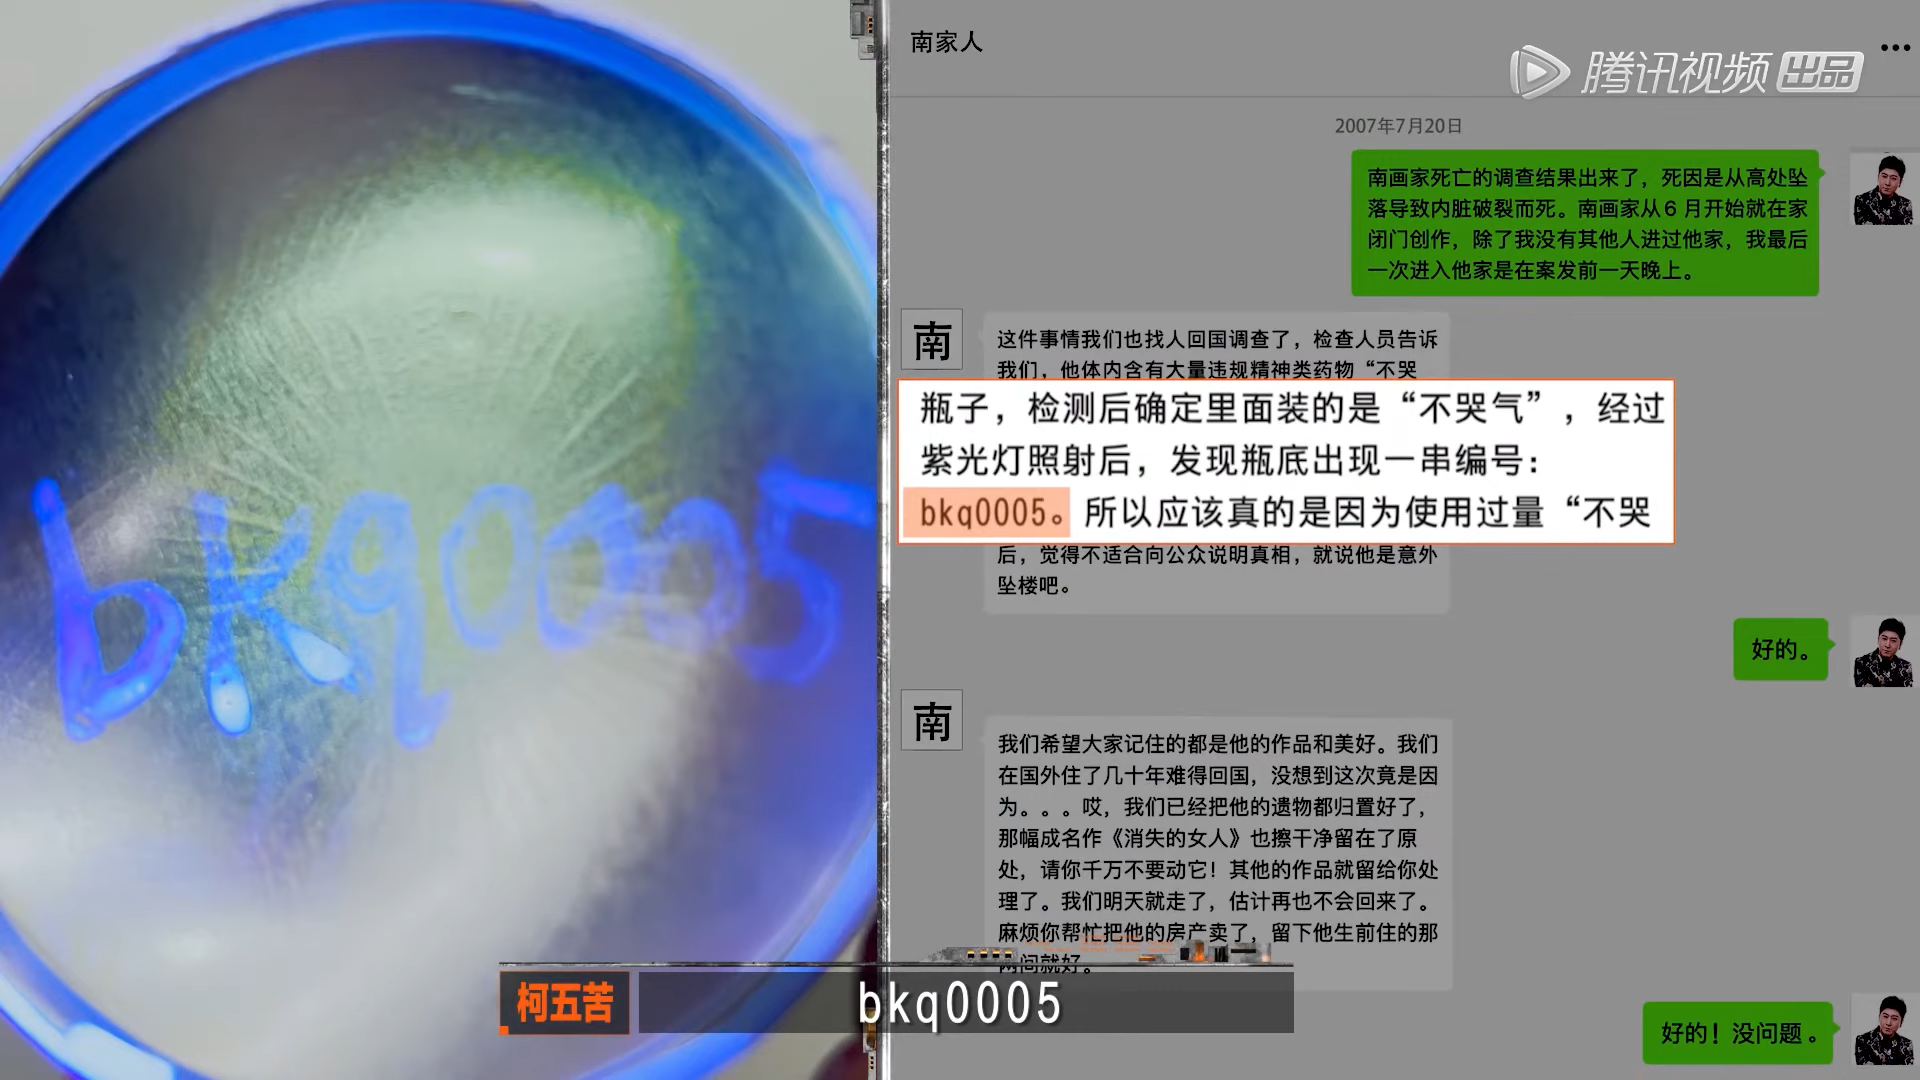 bkq0005
南家人
腾讯视频 出品
2007年7月20日
南画家死亡的调查结果出来了，死因是从高处坠
落导致内脏破裂而死。南画家从6月开始就在家
闭门创作，除了我没有其他人进过他家，我最后
一次进入他家是在案发前一天晚上。
南
这件事情我们也找人回国调查了，检查人员告诉
我们，他体内含有大量违规精神类药物“不哭
瓶子，检测后确定里面装的是“不哭气”，经过
紫光灯照射后，发现瓶底出现一串编号：
bkq0005。所以应该真的是因为使用过量“不哭
后，觉得不适合向公众说明真相，就说他是意外
坠楼吧。
好的。
南
我们希望大家记住的都是他的作品和美好。我们
在国外住了几十年难得回国，没想到这次竟是因
为。。。哎，我们已经把他的遗物都归置好了，
那幅成名作《消失的女人》也擦干净留在了原
处，请你千万不要动它！其他的作品就留给你处
理了。我们明天就走了，估计再也不会回来了。
麻烦你帮忙把他的房产卖了，留下他生前住的那
两间就好。
好的！没问题。
柯五苦
bkq0005